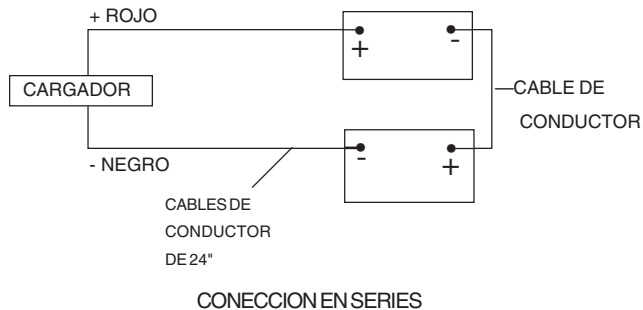 + ROJO
+ -
CARGADOR
CABLE DE
CONDUCTOR
- NEGRO
- +
CABLES DE
CONDUCTOR
DE 24"
CONECCION EN SERIES